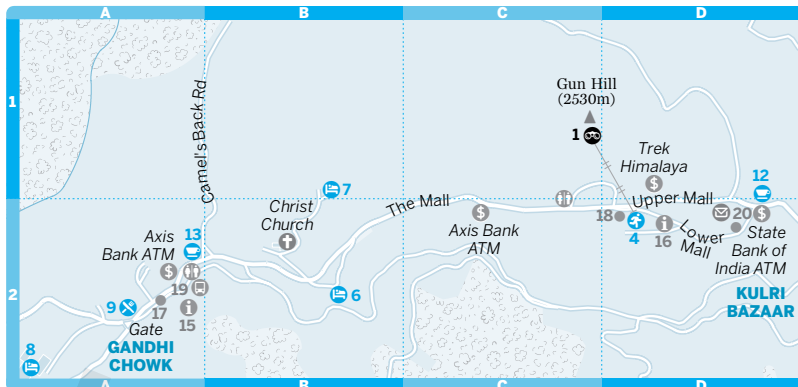 A
B
C
D
1
Gun Hill
(2530m)
1
Camel's Back Rd
Trek
Himalaya
12
7
Christ
Church
The Mall
Upper Mall
18
4
16
Lower
Mall
20
Axis Bank
ATM
State
Bank of
India ATM
Axis
Bank ATM
13
2
19
6
9
17
15
Gate
KULRI
BAZAAR
GANDHI
CHOWK
8
A
B
C
D